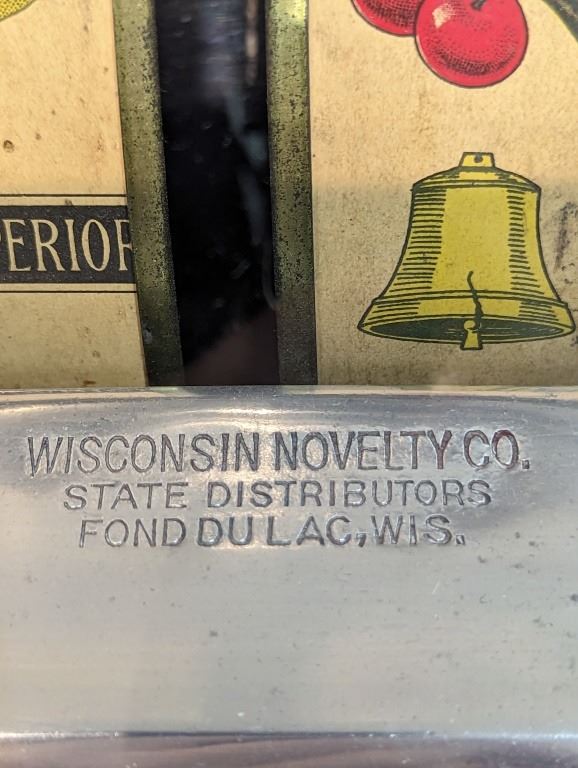 PERIOR
WISCONSIN NOVELTY CO.
STATE DISTRIBUTORS
FOND DU LAC, WIS.